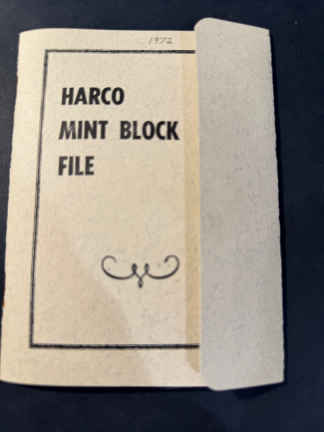 1972
HARCO
MINT BLOCK
FILE